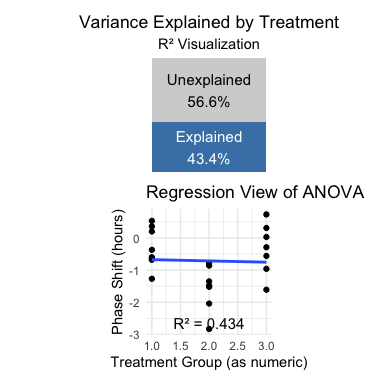 Variance Explained by Treatment
R² Visualization
Unexplained
56.6%
Explained
43.4%
Regression View of ANOVA
Phase Shift (hours)
0
-1
-2
-3
R² = 0.434
1.0 1.5 2.0 2.5 3.0
Treatment Group (as numeric)